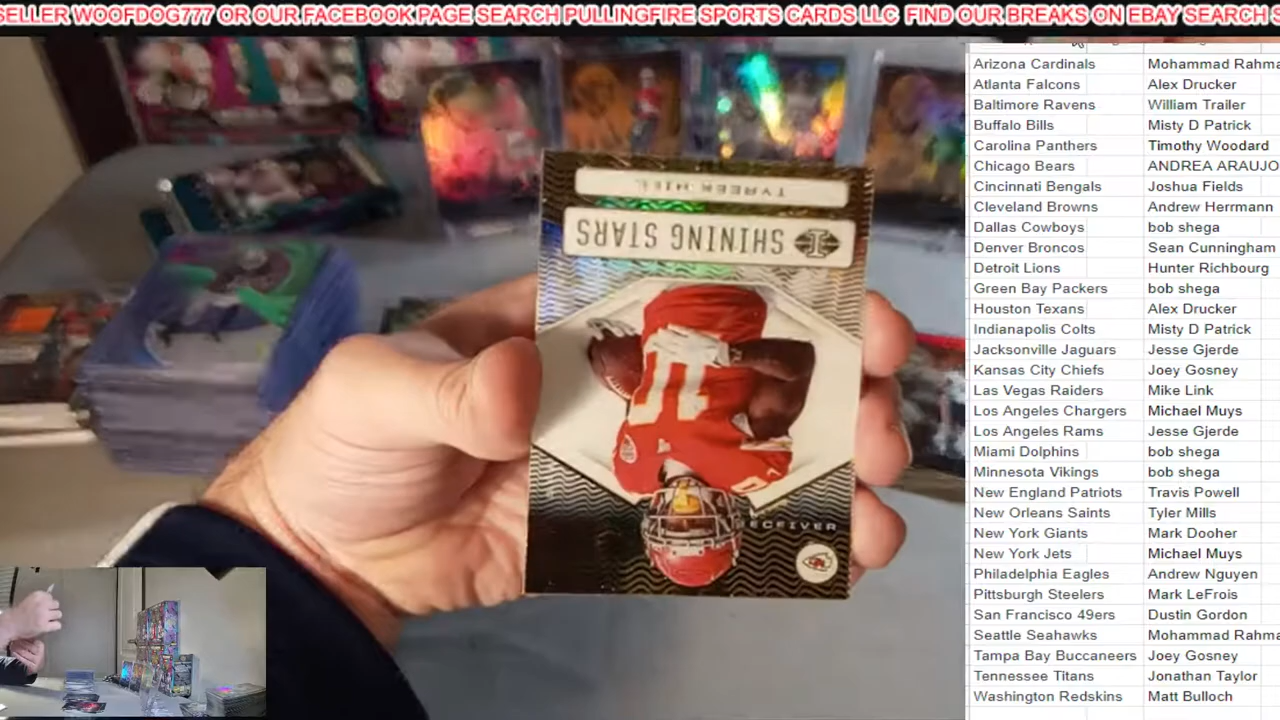 SELLER WOOFDOG777 OR OUR FACEBOOK PAGE SEARCH PULLINGFIRE SPORTS CARDS LLC FIND OUR BREAKS ON EBAY SEARCH S
TYREEK HILL
SHINING STARS
RECEIVER
Arizona Cardinals Mohammad Rahma
Atlanta Falcons Alex Drucker
Baltimore Ravens William Trailer
Buffalo Bills Misty D Patrick
Carolina Panthers Timothy Woodard
Chicago Bears ANDREA ARAUJO
Cincinnati Bengals Joshua Fields
Cleveland Browns Andrew Herrmann
Dallas Cowboys bob shega
Denver Broncos Sean Cunningham
Detroit Lions Hunter Richbourg
Green Bay Packers bob shega
Houston Texans Alex Drucker
Indianapolis Colts Misty D Patrick
Jacksonville Jaguars Jesse Gjerde
Kansas City Chiefs Joey Gosney
Las Vegas Raiders Mike Link
Los Angeles Chargers Michael Muys
Los Angeles Rams Jesse Gjerde
Miami Dolphins bob shega
Minnesota Vikings bob shega
New England Patriots Travis Powell
New Orleans Saints Tyler Mills
New York Giants Mark Dooher
New York Jets Michael Muys
Philadelphia Eagles Andrew Nguyen
Pittsburgh Steelers Mark LeFrois
San Francisco 49ers Dustin Gordon
Seattle Seahawks Mohammad Rahma
Tampa Bay Buccaneers Joey Gosney
Tennessee Titans Jonathan Taylor
Washington Redskins Matt Bulloch